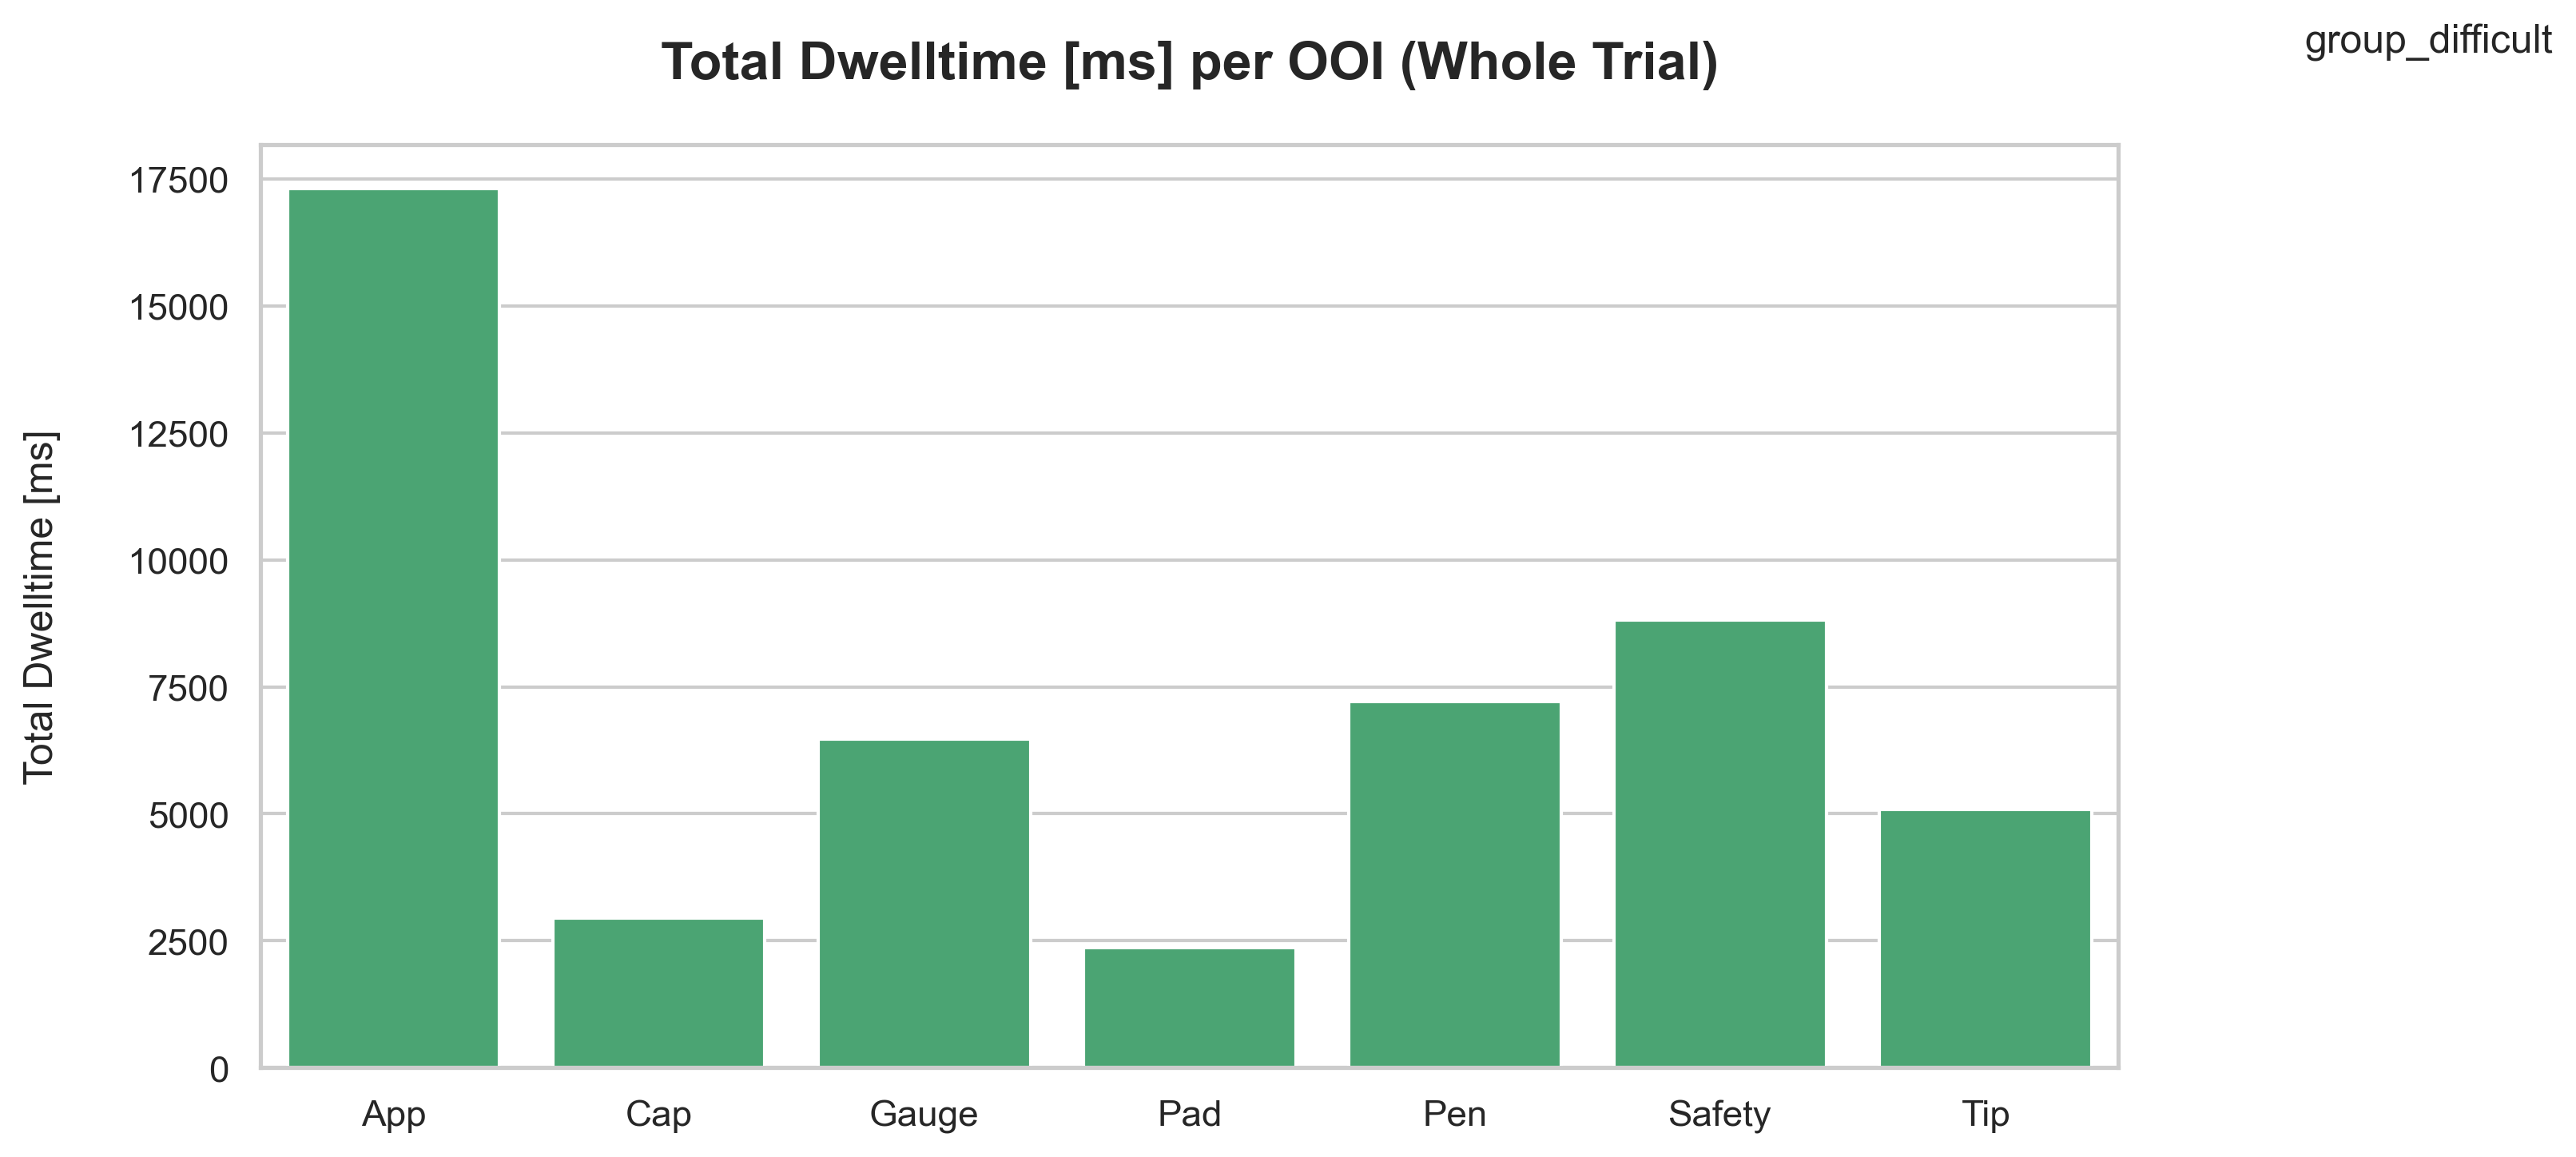 Total Dwelltime [ms] per OOI (Whole Trial)
group_difficult
Total Dwelltime [ms]
17500
15000
12500
10000
7500
5000
2500
0
App Cap Gauge Pad Pen Safety Tip